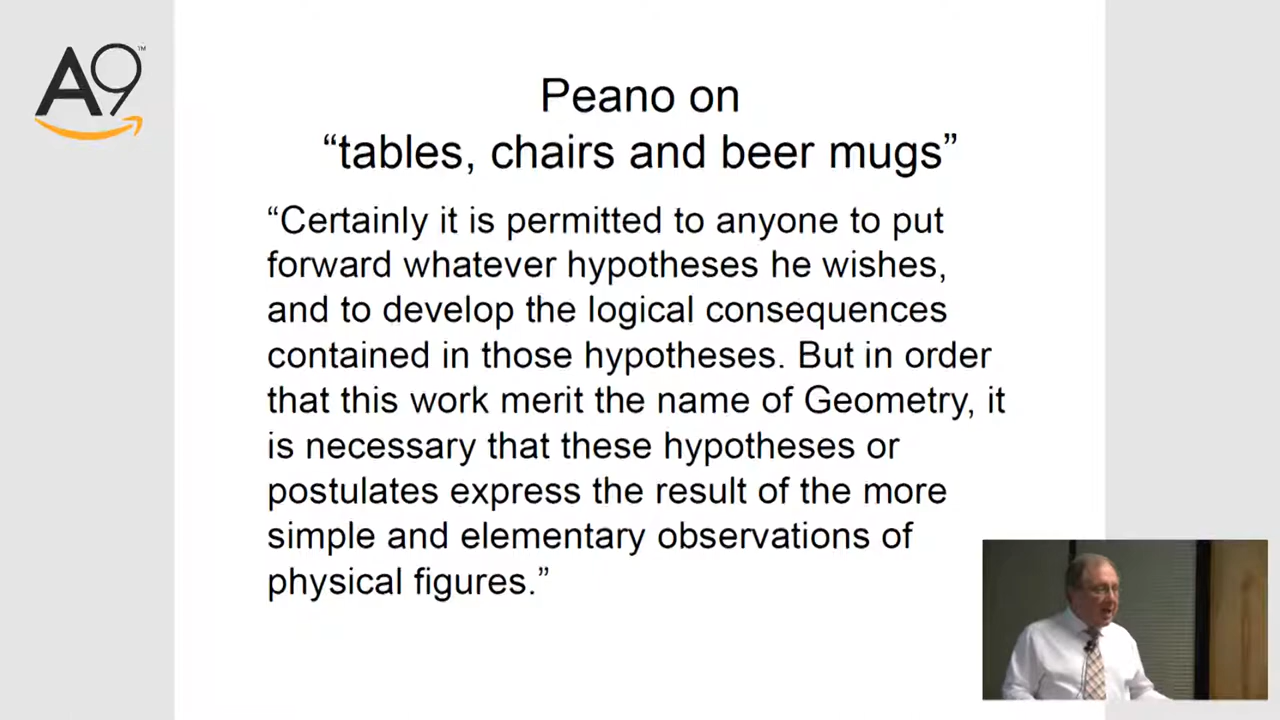 A9™
Peano on
“tables, chairs and beer mugs”
“Certainly it is permitted to anyone to put
forward whatever hypotheses he wishes,
and to develop the logical consequences
contained in those hypotheses. But in order
that this work merit the name of Geometry, it
is necessary that these hypotheses or
postulates express the result of the more
simple and elementary observations of
physical figures.”